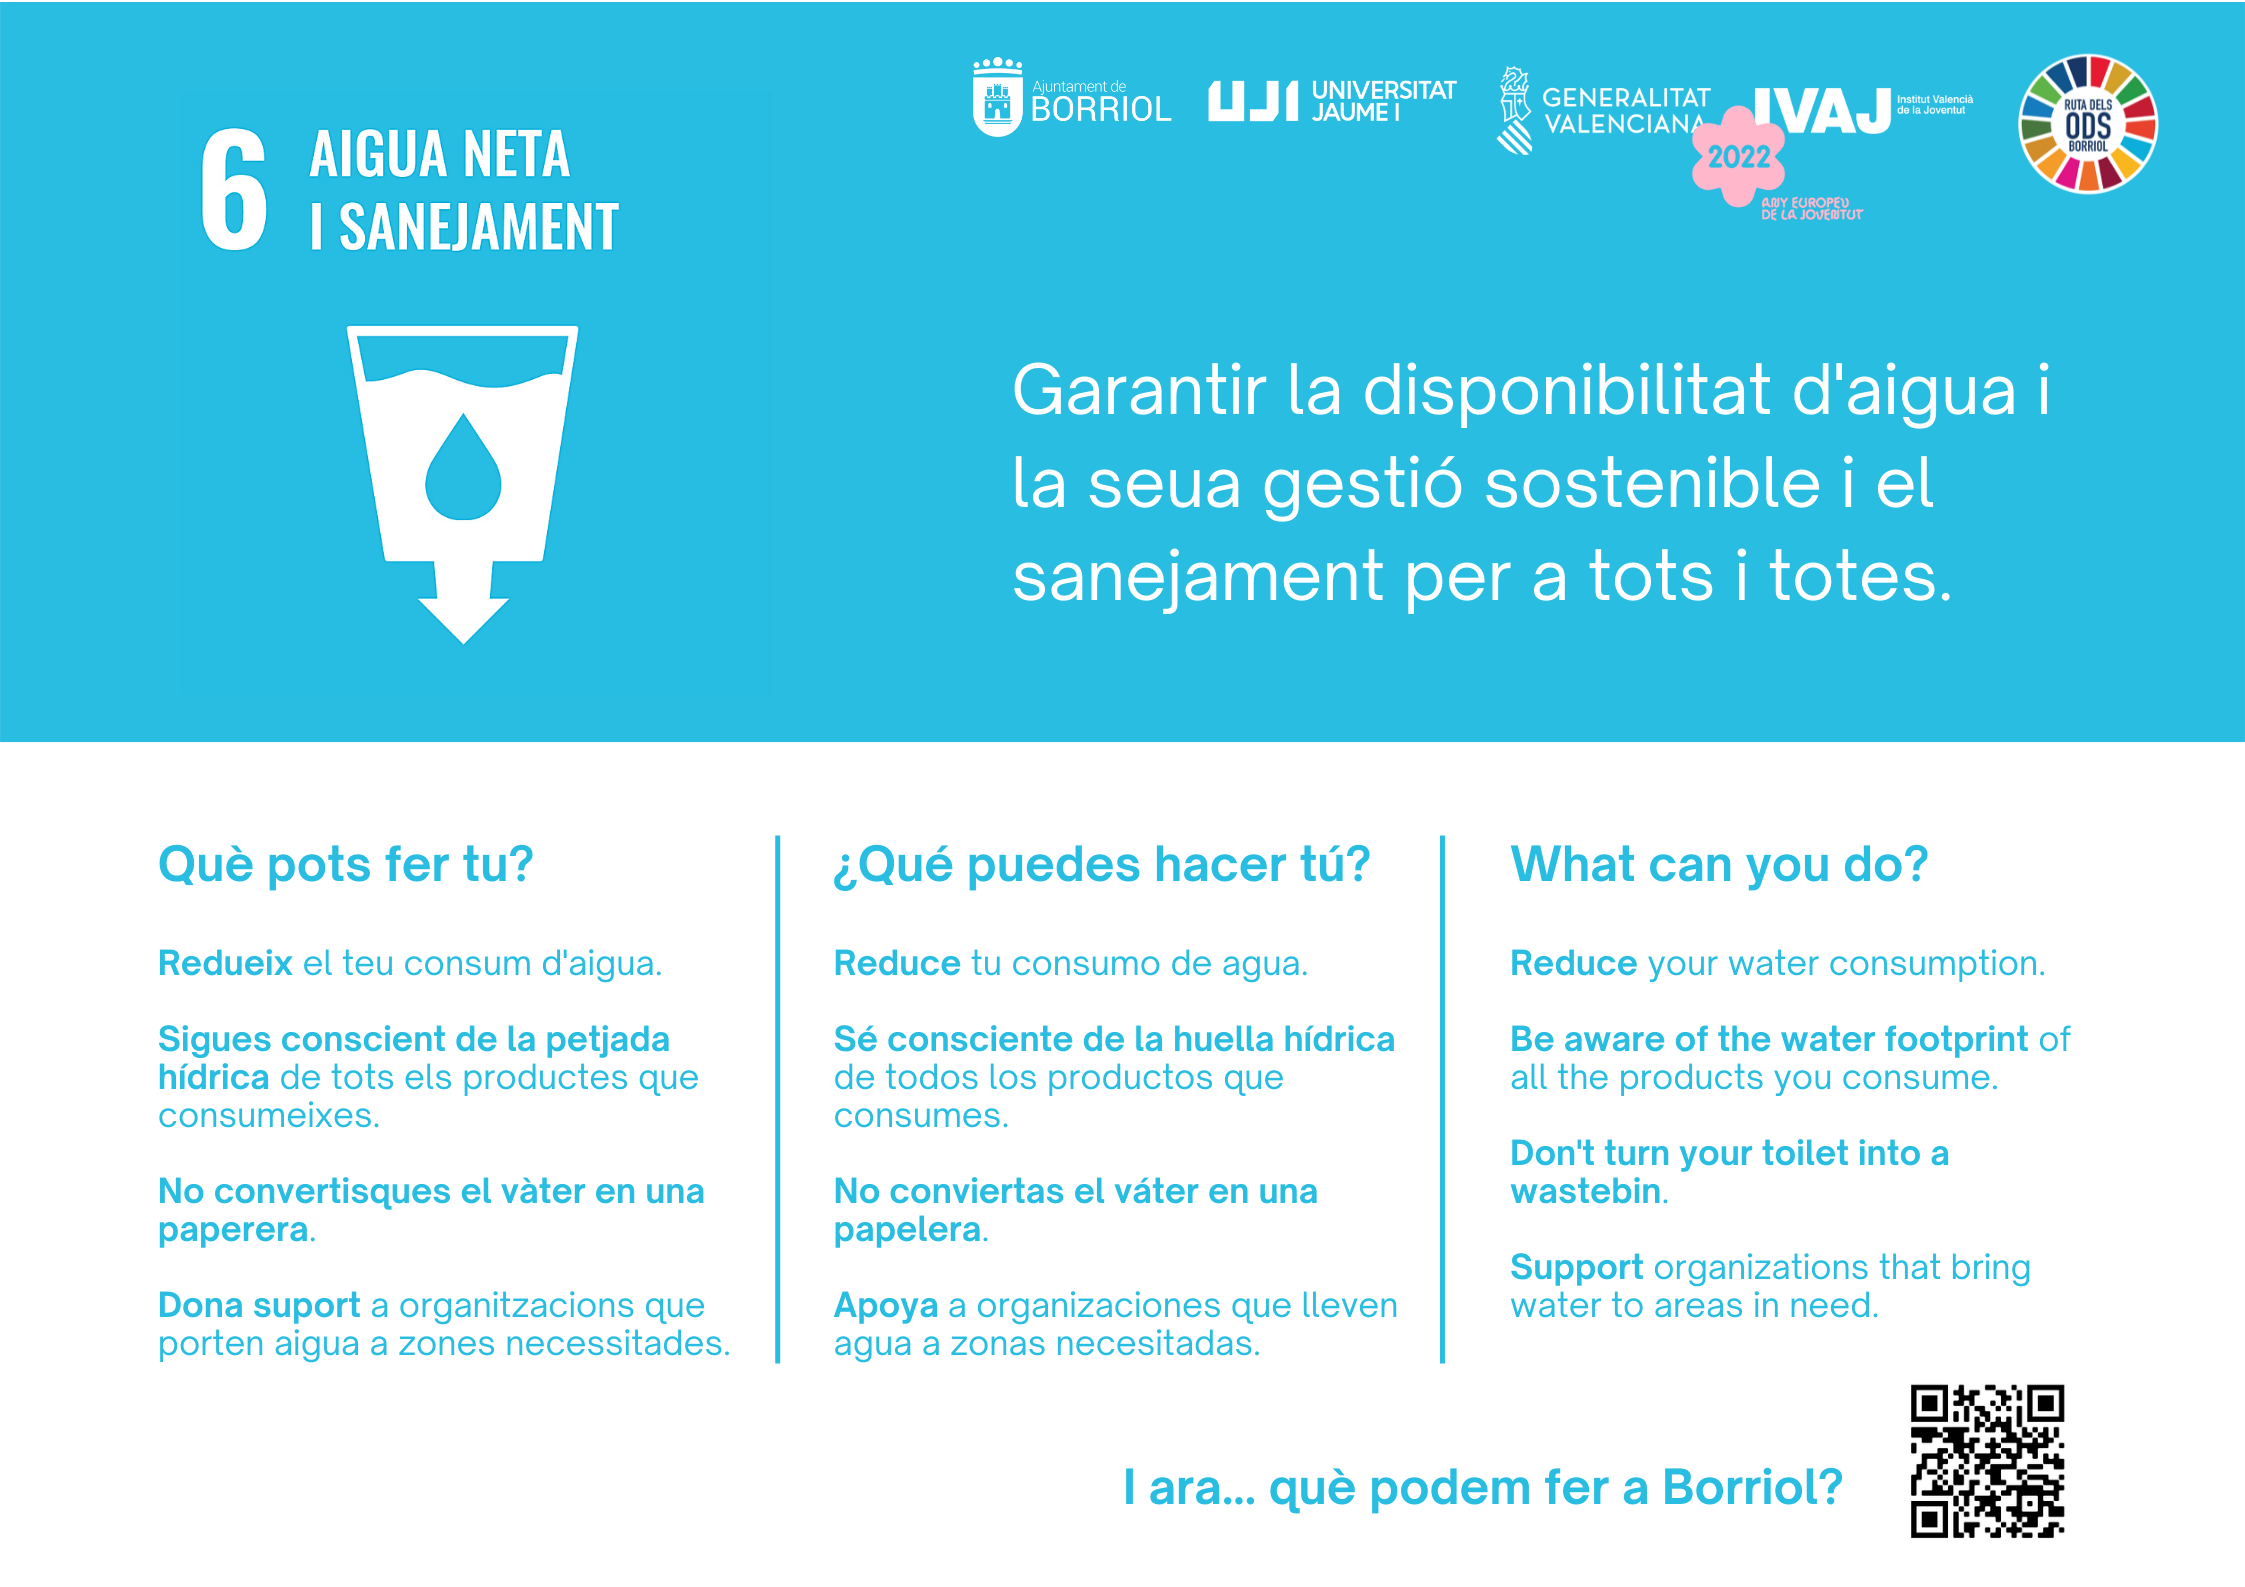 Ajuntament de
BORRIOL
UJI UNIVERSITAT
JAUME I
GENERALITAT
VALENCIANA
IVAJ Institut Valencià
de la Joventut
2022
ANY EUROPEU
DE LA JOVENTUT
RUTA DELS
ODS
BORRIOL
6 AIGUA NETA
I SANEJAMENT
Garantir la disponibilitat d'aigua i
la seua gestió sostenible i el
sanejament per a tots i totes.
Què pots fer tu?
Redueix el teu consum d'aigua.
Sigues conscient de la petjada
hídrica de tots els productes que
consumeixes.
No convertisques el vàter en una
paperera.
Dona suport a organitzacions que
porten aigua a zones necessitades.
¿Qué puedes hacer tú?
Reduce tu consumo de agua.
Sé consciente de la huella hídrica
de todos los productos que
consumes.
No conviertas el váter en una
papelera.
Apoya a organizaciones que lleven
agua a zonas necesitadas.
What can you do?
Reduce your water consumption.
Be aware of the water footprint of
all the products you consume.
Don't turn your toilet into a
wastebin.
Support organizations that bring
water to areas in need.
I ara... què podem fer a Borriol?